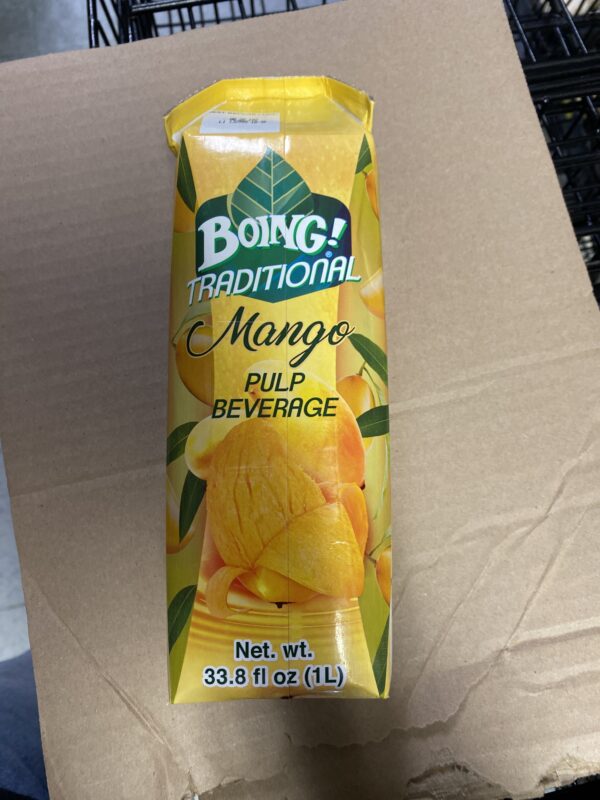 BOING!
®
TRADITIONAL
Mango
PULP
BEVERAGE
Net. wt.
33.8 fl oz (1L)